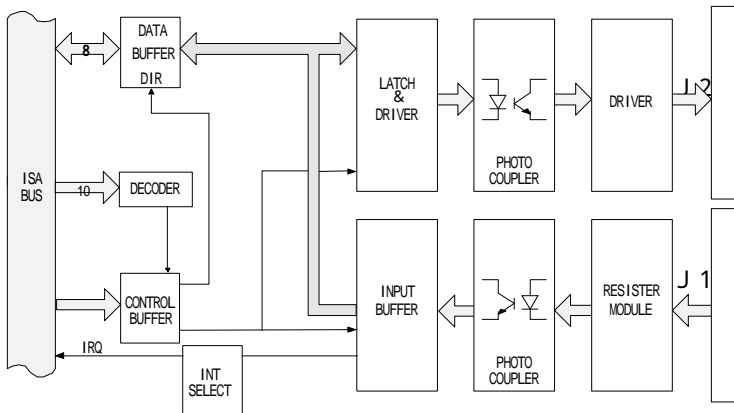 DATA
BUFFER
DIR
8
LATCH
&
DRIVER
PHOTO
COUPLER
DRIVER
J 2
ISA
BUS
10
DECODER
CONTROL
BUFFER
INPUT
BUFFER
PHOTO
COUPLER
RESISTER
MODULE
J 1
IRQ
INT
SELECT